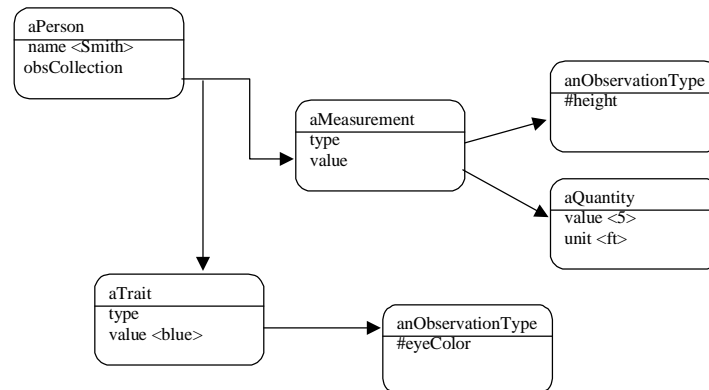 aPerson
name <Smith>
obsCollection
aMeasurement
type
value
anObservationType
#height
aQuantity
value <5>
unit <ft>
aTrait
type
value <blue>
anObservationType
#eyeColor